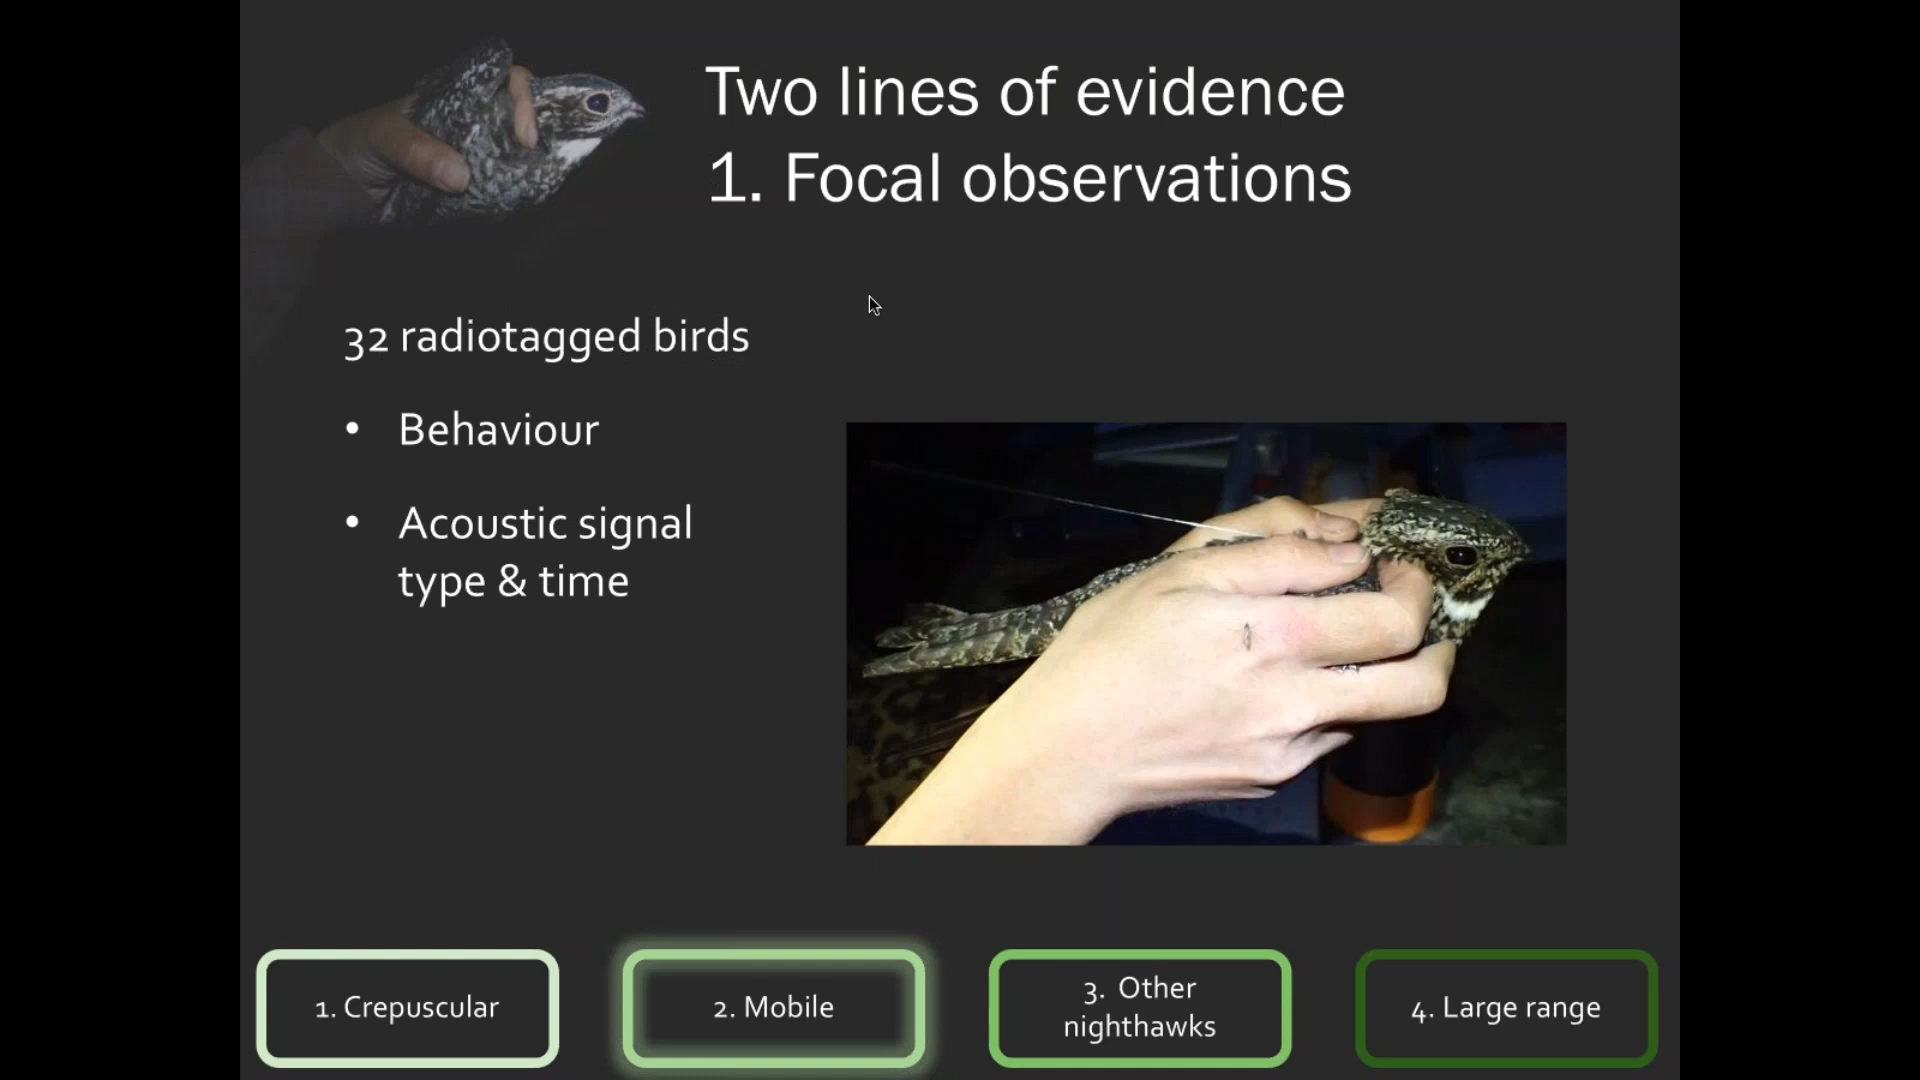 Two lines of evidence
1. Focal observations
32 radiotagged birds
• Behaviour
• Acoustic signal
type & time
1. Crepuscular
2. Mobile
3. Other
nighthawks
4. Large range